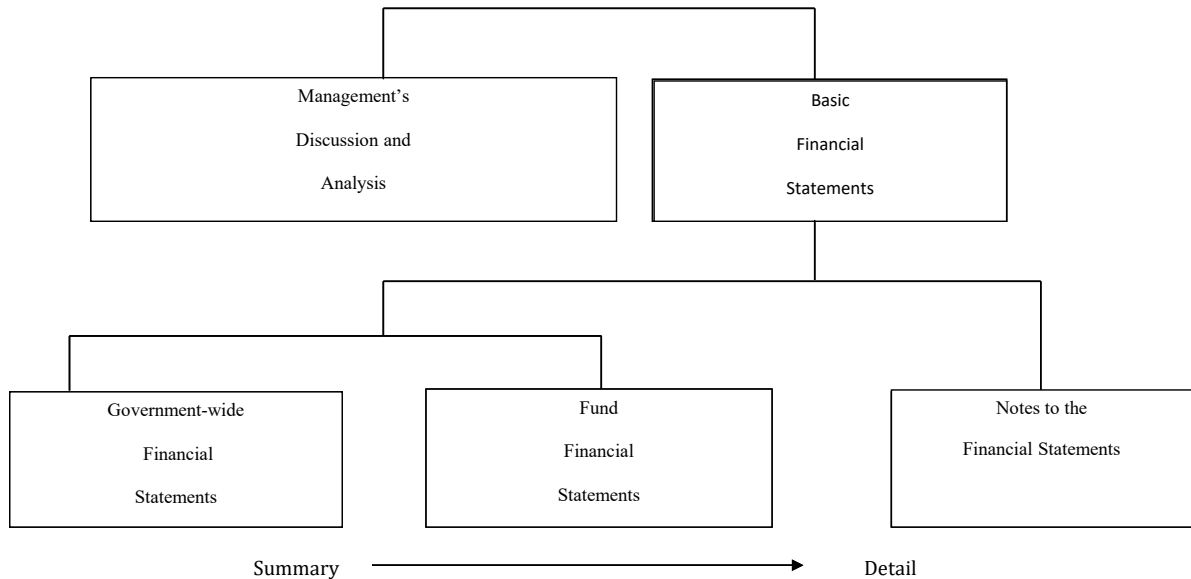 Management’s
Discussion and
Analysis
Basic
Financial
Statements
Government-wide
Financial
Statements
Fund
Financial
Statements
Notes to the
Financial Statements
Summary
Detail